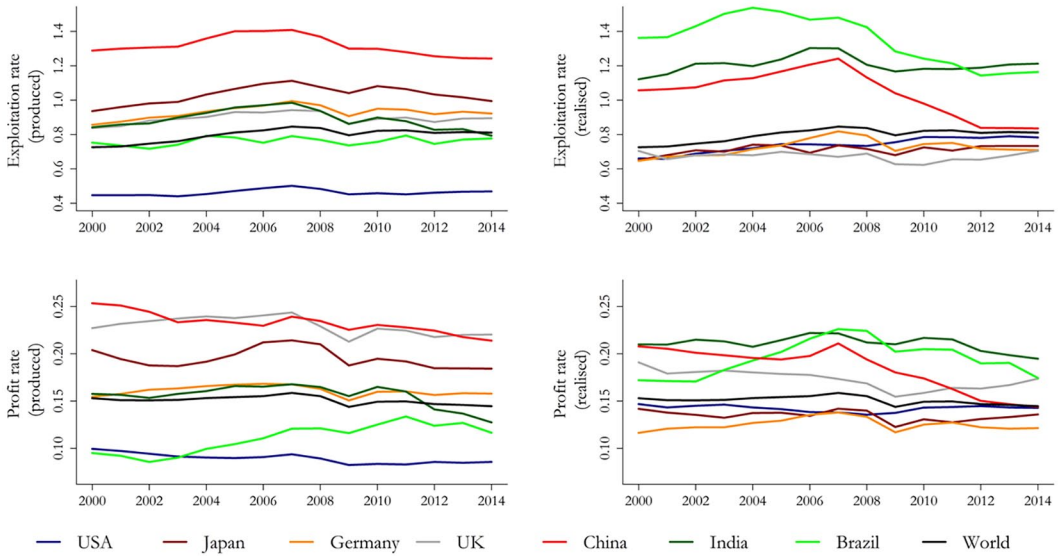 Exploitation rate
(produced)
0.4 0.6 0.8 1.0 1.2 1.4
2000 2002 2004 2006 2008 2010 2012 2014
Exploitation rate
(realised)
0.4 0.6 0.8 1.0 1.2 1.4
2000 2002 2004 2006 2008 2010 2012 2014
Profit rate
(produced)
0.10 0.15 0.20 0.25
2000 2002 2004 2006 2008 2010 2012 2014
Profit rate
(realised)
0.10 0.15 0.20 0.25
2000 2002 2004 2006 2008 2010 2012 2014
USA Japan Germany UK China India Brazil World